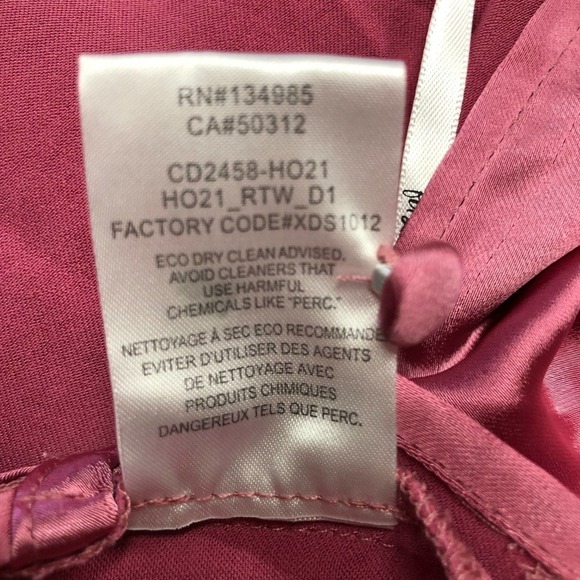 RN#134985
CA#50312
CD2458-HO21
HO21_RTW_D1
FACTORY CODE#XDS1012
ECO DRY CLEAN ADVISED.
AVOID CLEANERS THAT
USE HARMFUL
CHEMICALS LIKE "PERC."
NETTOYAGE À SEC ECO RECOMMANDE
EVITER D'UTILISER DES AGENTS
DE NETTOYAGE AVEC
PRODUITS CHIMIQUES
DANGEREUX TELS QUE PERC.